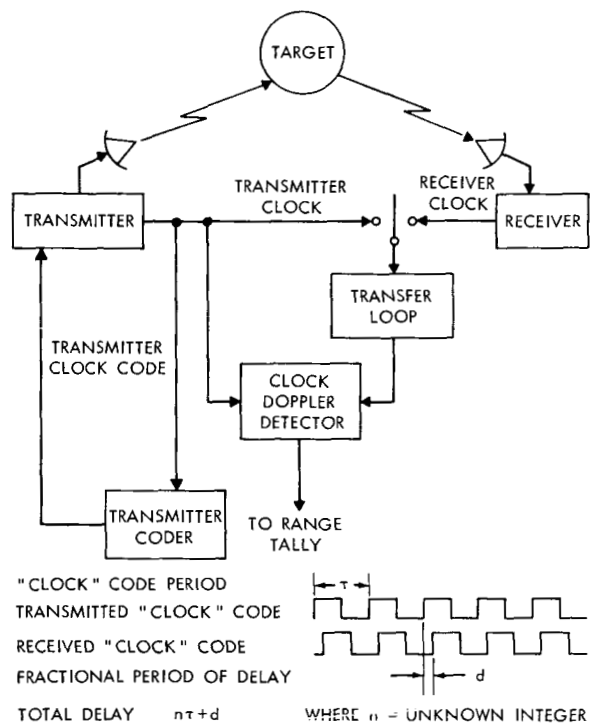 TARGET
TRANSMITTER
CLOCK
RECEIVER
CLOCK
TRANSMITTER
RECEIVER
TRANSFER
LOOP
TRANSMITTER
CLOCK CODE
CLOCK
DOPPLER
DETECTOR
TRANSMITTER
CODER
TO RANGE
TALLY
"CLOCK" CODE PERIOD
τ
TRANSMITTED "CLOCK" CODE
RECEIVED "CLOCK" CODE
FRACTIONAL PERIOD OF DELAY
d
TOTAL DELAY nτ+d WHERE n = UNKNOWN INTEGER